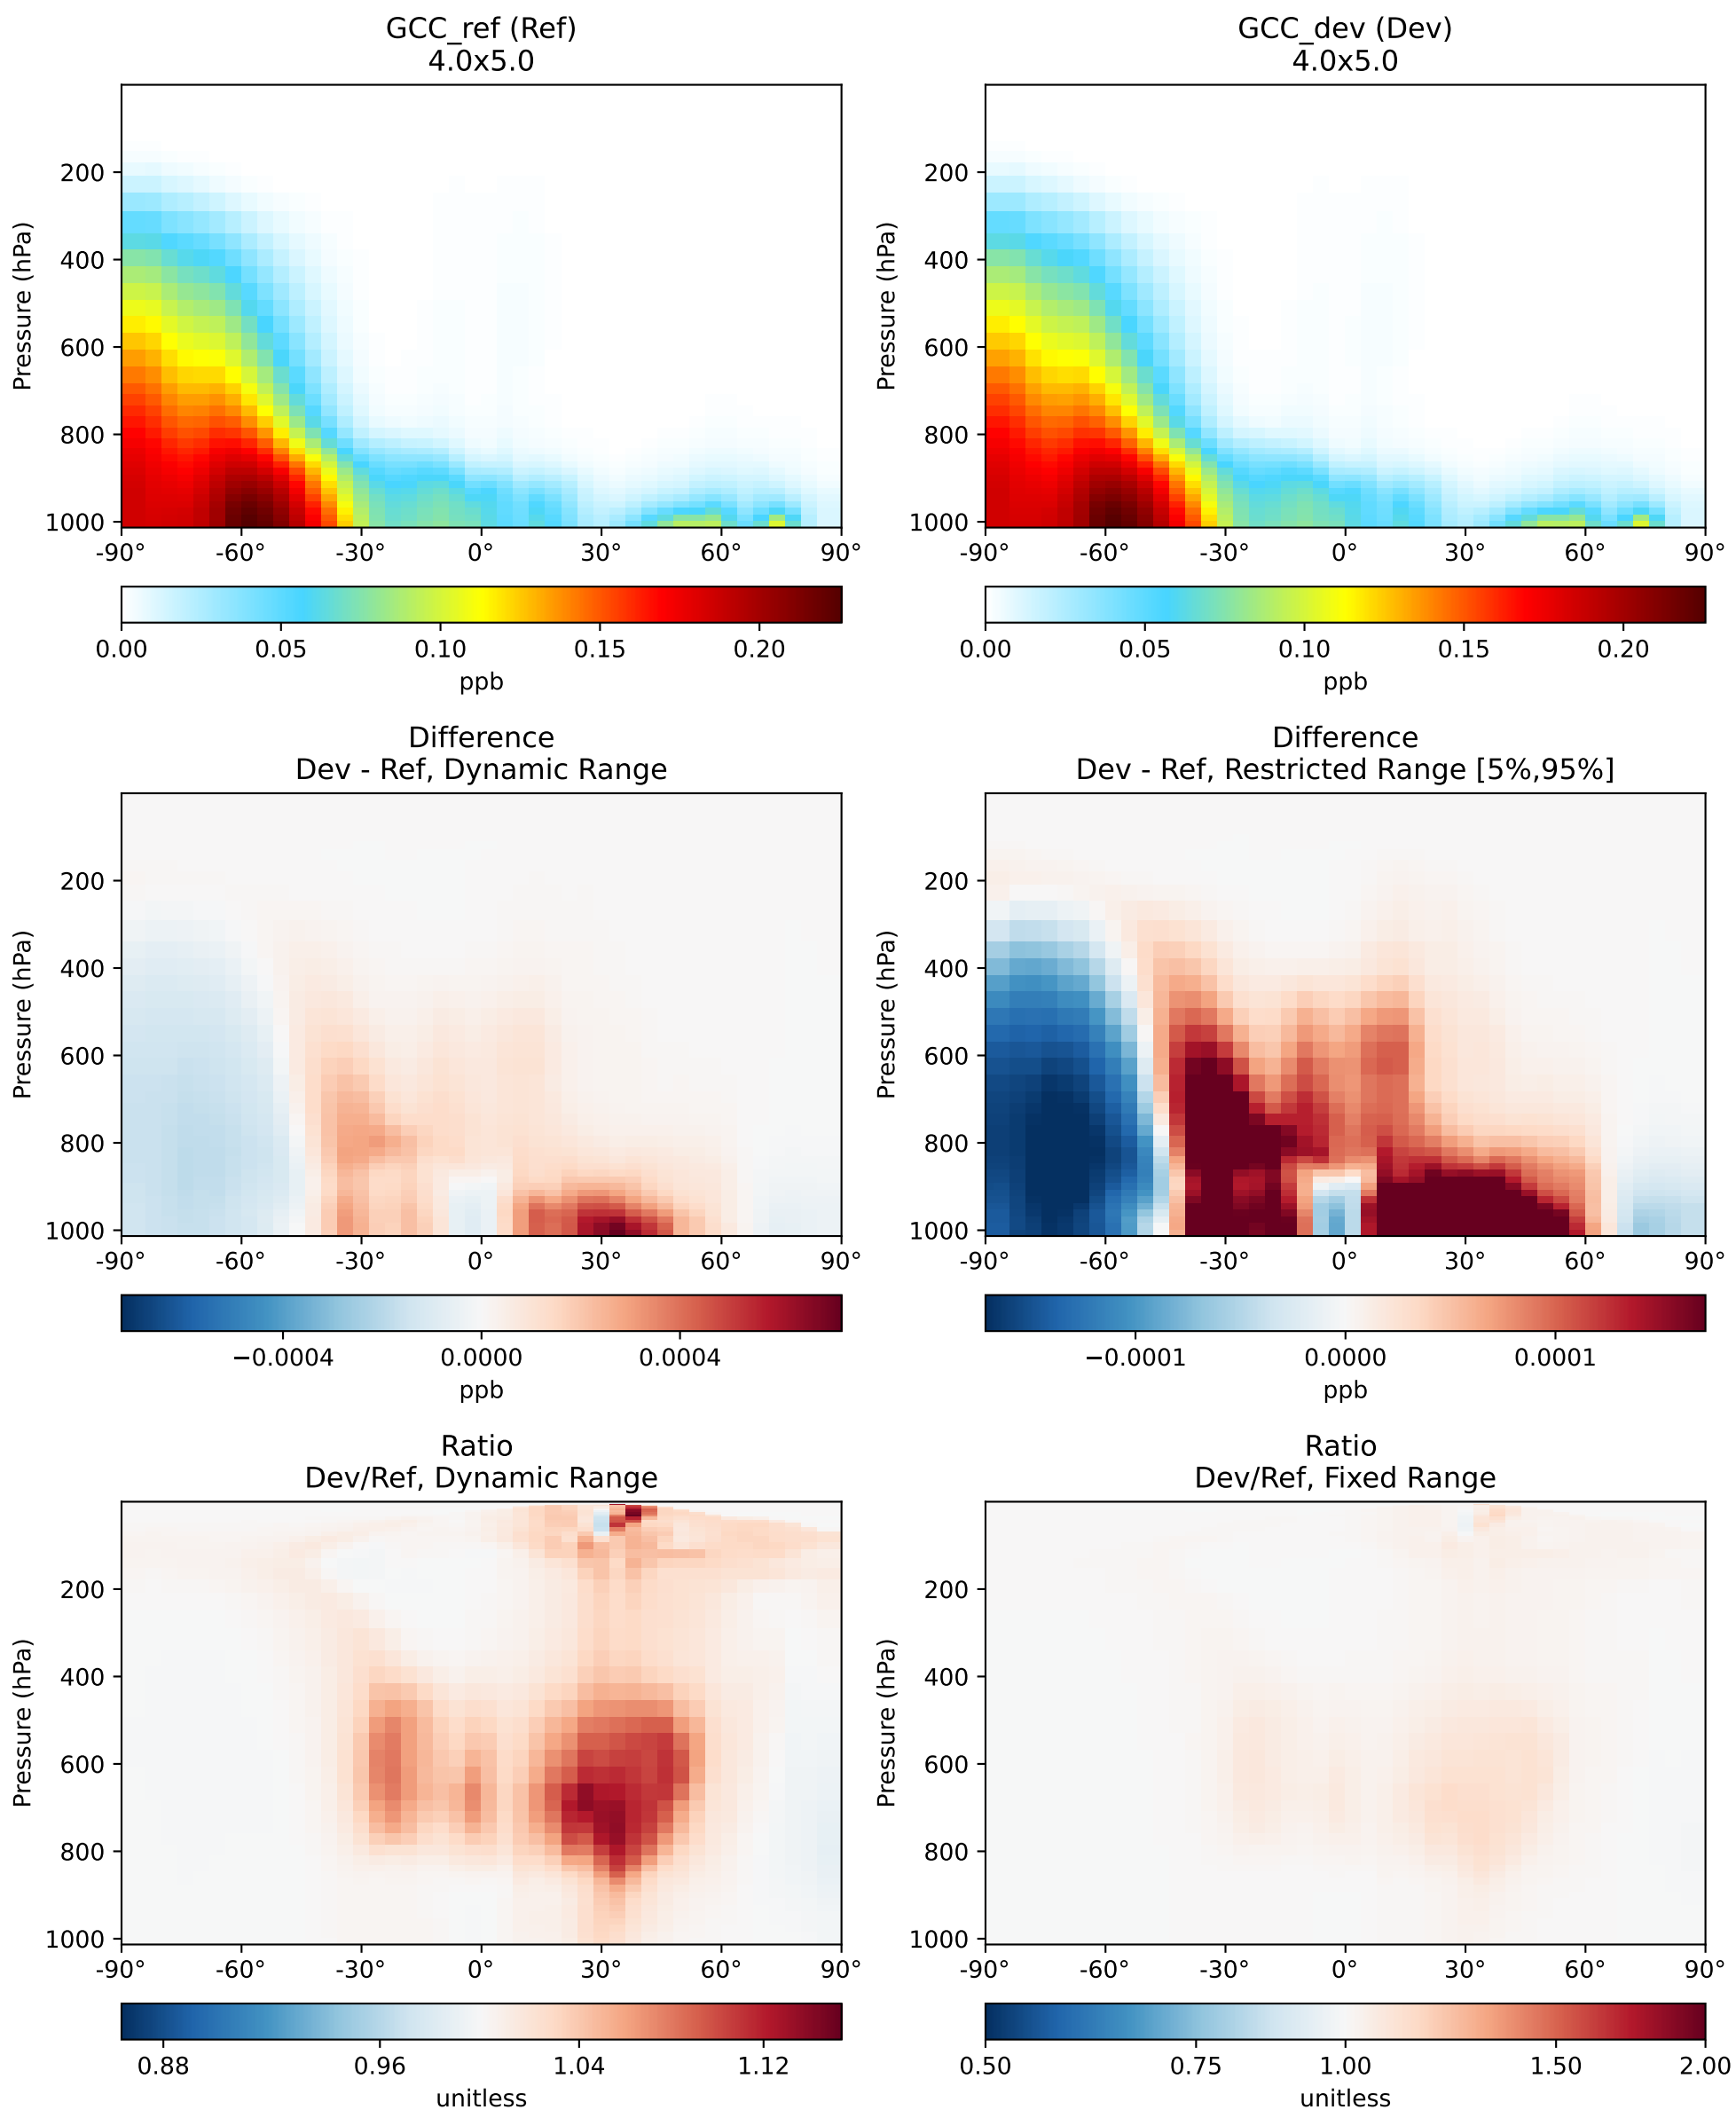 GCC_ref (Ref)
4.0x5.0
GCC_dev (Dev)
4.0x5.0
Pressure (hPa)
200
400
600
800
1000
-90° -60° -30° 0° 30° 60° 90°
0.00 0.05 0.10 0.15 0.20
ppb
Pressure (hPa)
200
400
600
800
1000
-90° -60° -30° 0° 30° 60° 90°
0.00 0.05 0.10 0.15 0.20
ppb
Difference
Dev - Ref, Dynamic Range
Pressure (hPa)
200
400
600
800
1000
-90° -60° -30° 0° 30° 60° 90°
−0.0004 0.0000 0.0004
ppb
Difference
Dev - Ref, Restricted Range [5%,95%]
Pressure (hPa)
200
400
600
800
1000
-90° -60° -30° 0° 30° 60° 90°
−0.0001 0.0000 0.0001
ppb
Ratio
Dev/Ref, Dynamic Range
Pressure (hPa)
200
400
600
800
1000
-90° -60° -30° 0° 30° 60° 90°
0.88 0.96 1.04 1.12
unitless
Ratio
Dev/Ref, Fixed Range
Pressure (hPa)
200
400
600
800
1000
-90° -60° -30° 0° 30° 60° 90°
0.50 0.75 1.00 1.50 2.00
unitless